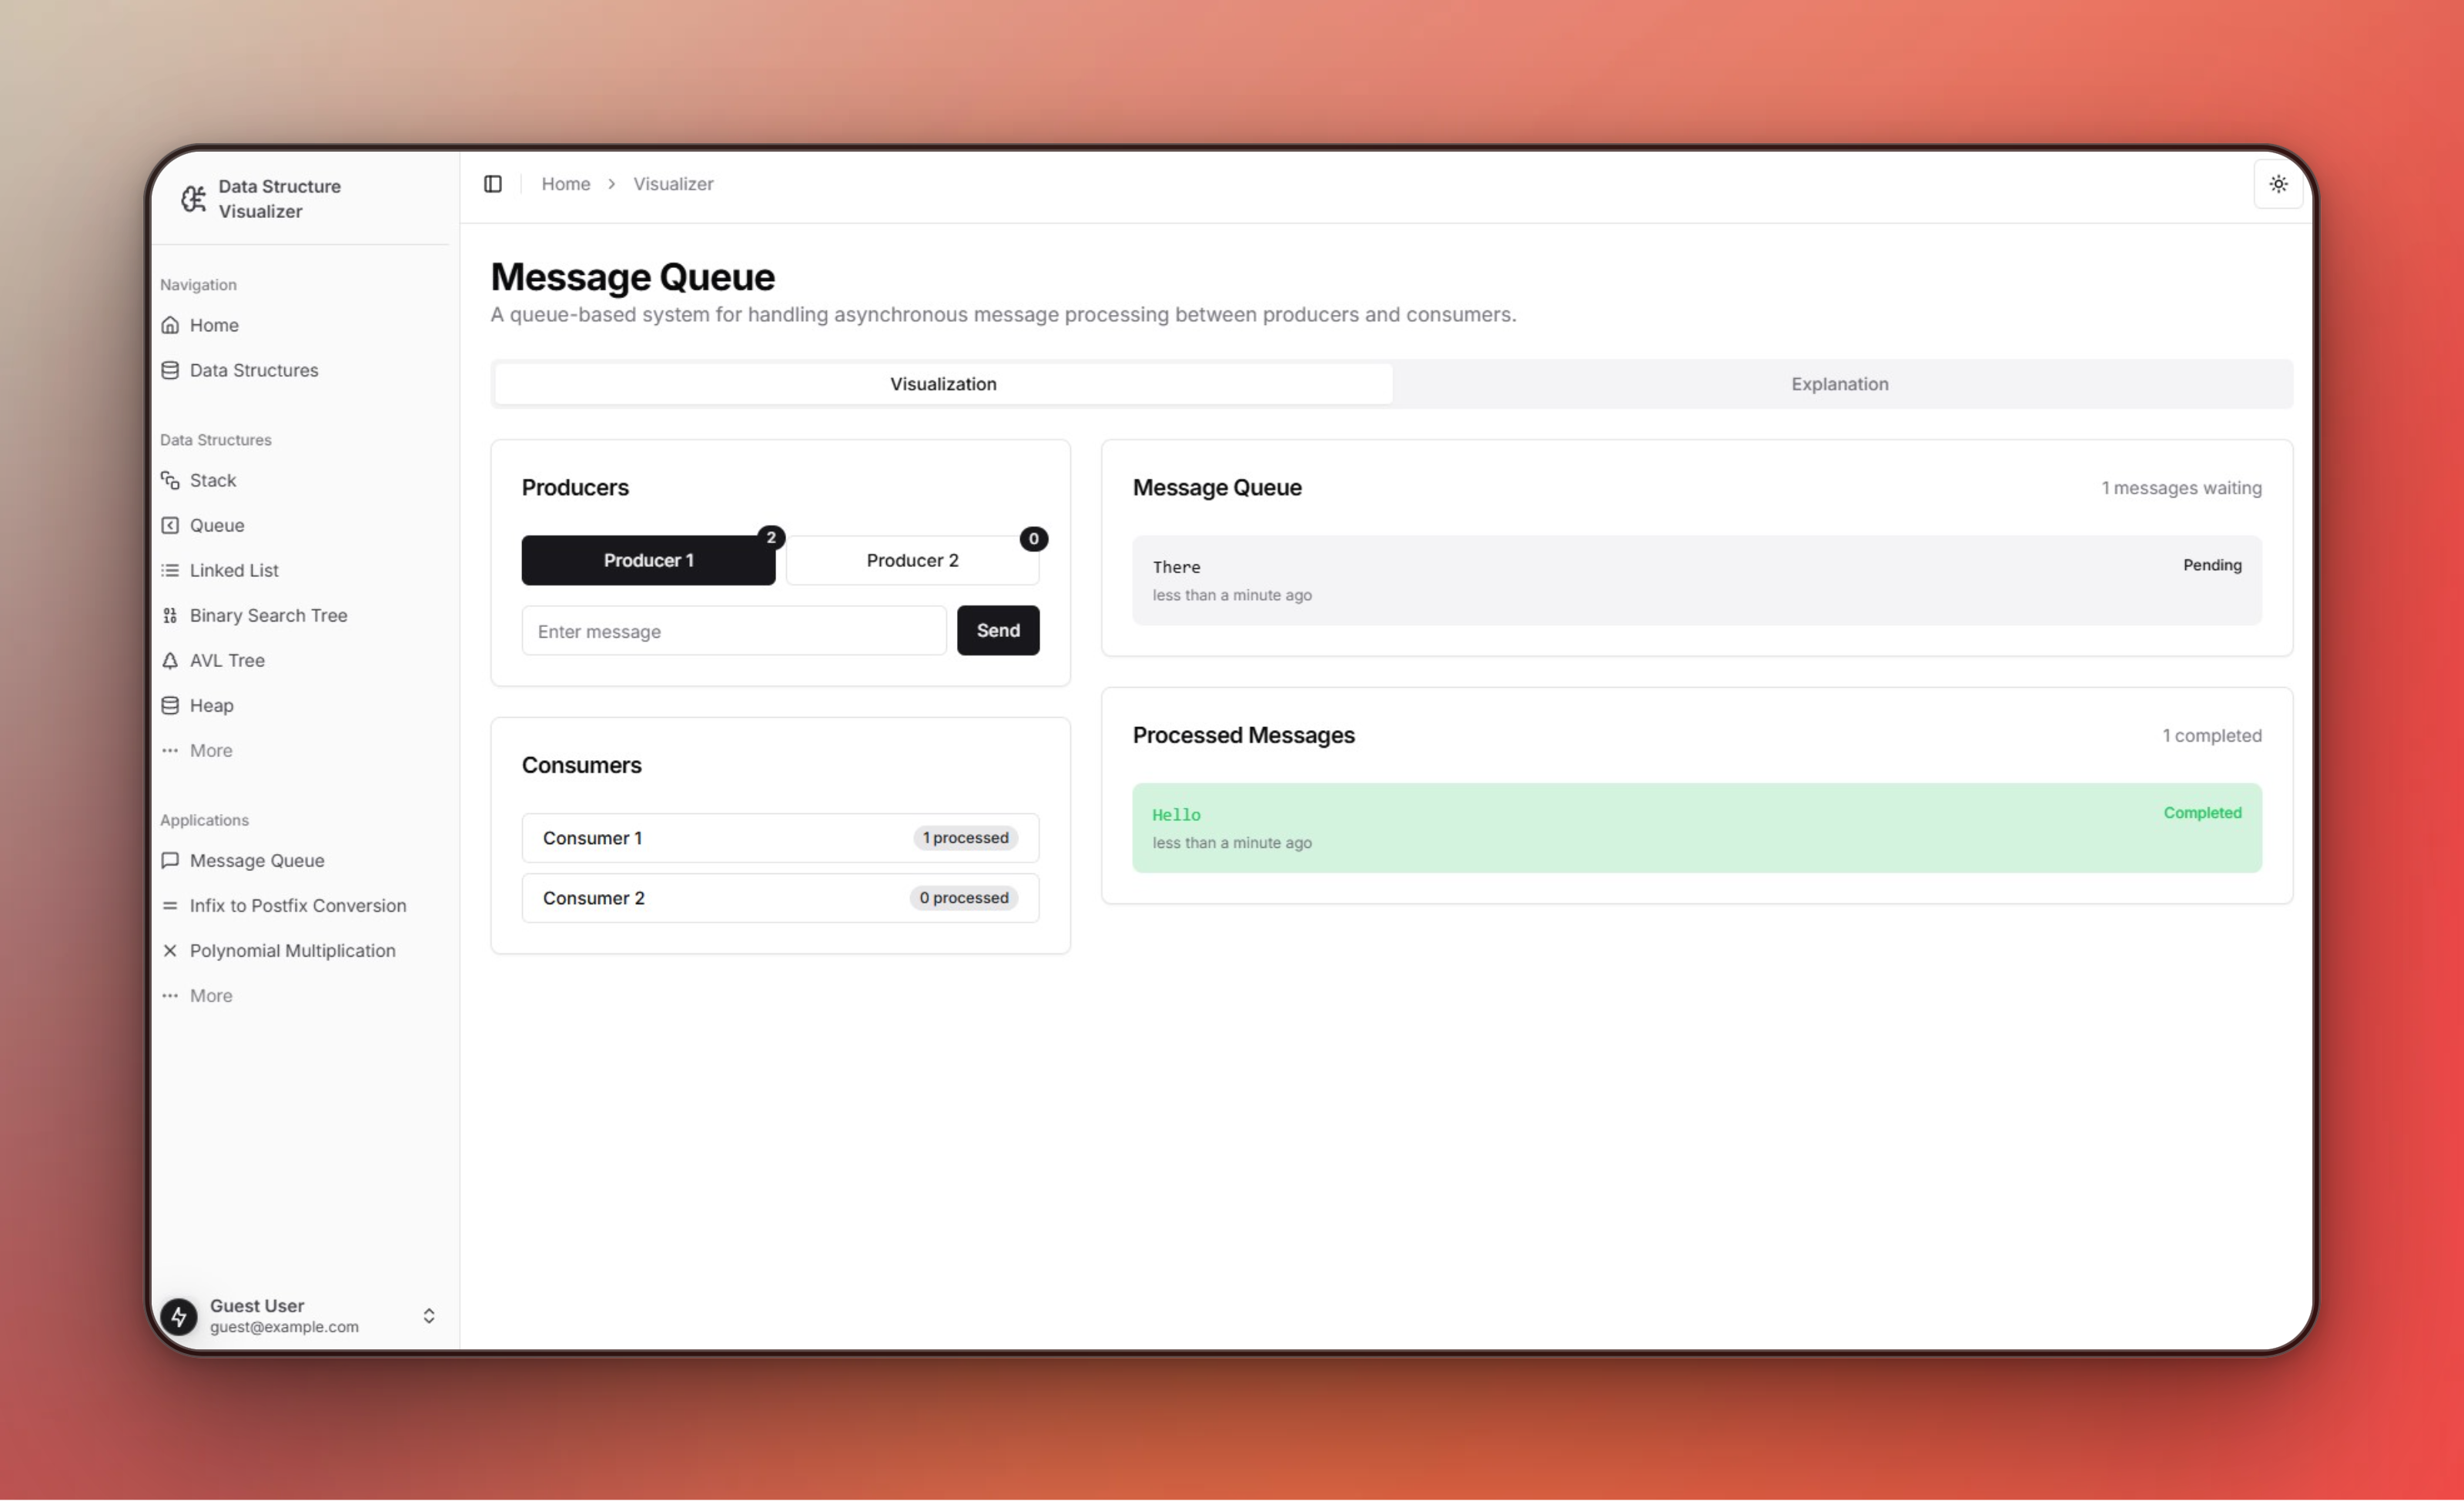 Data Structure
Visualizer
Navigation
Home
Data Structures
Data Structures
Stack
Queue
Linked List
Binary Search Tree
AVL Tree
Heap
More
Applications
Message Queue
Infix to Postfix Conversion
Polynomial Multiplication
More
Guest User
guest@example.com
Home
Visualizer
Message Queue
A queue-based system for handling asynchronous message processing between producers and consumers.
Visualization
Explanation
Producers
Producer 1
2
Producer 2
0
Enter message
Send
Consumers
Consumer 1
1 processed
Consumer 2
0 processed
Message Queue
1 messages waiting
There
Pending
less than a minute ago
Processed Messages
1 completed
Hello
Completed
less than a minute ago